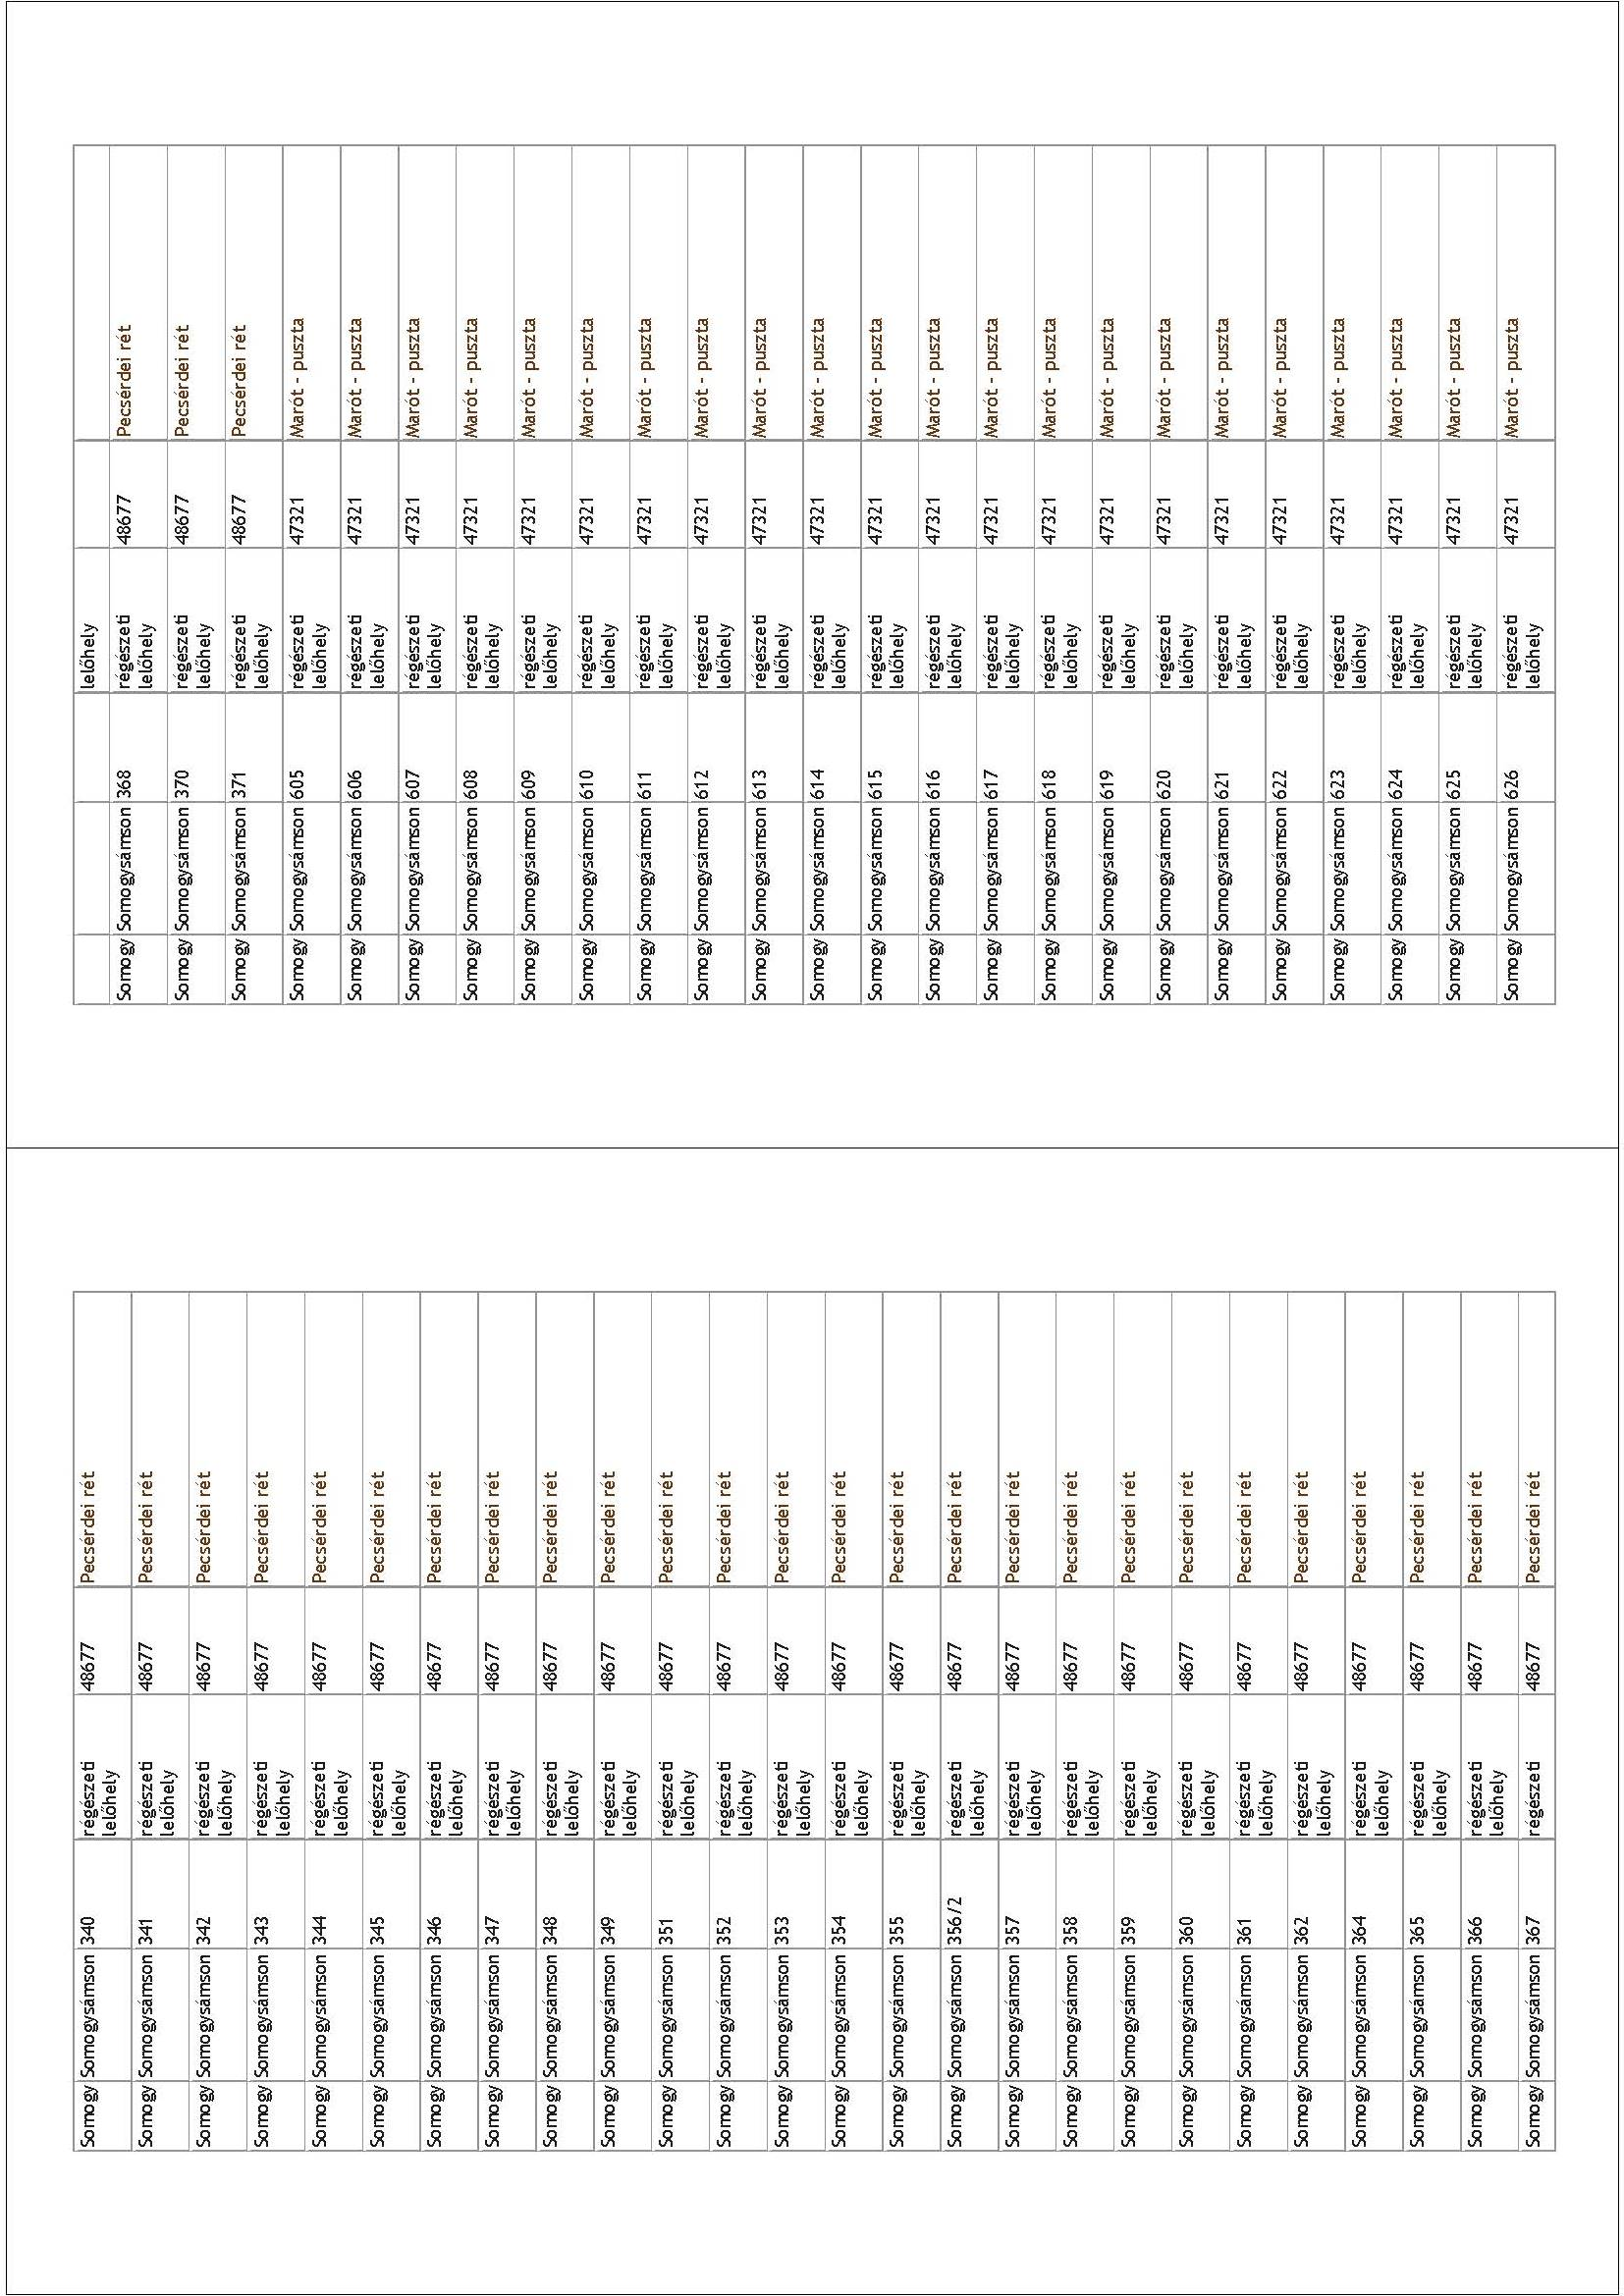 Somogy Somogysámson 340 régészeti 48677 Pecsérdei rét
lelőhely
Somogy Somogysámson 341 régészeti 48677 Pecsérdei rét
lelőhely
Somogy Somogysámson 342 régészeti 48677 Pecsérdei rét
lelőhely
Somogy Somogysámson 343 régészeti 48677 Pecsérdei rét
lelőhely
Somogy Somogysámson 344 régészeti 48677 Pecsérdei rét
lelőhely
Somogy Somogysámson 345 régészeti 48677 Pecsérdei rét
lelőhely
Somogy Somogysámson 346 régészeti 48677 Pecsérdei rét
lelőhely
Somogy Somogysámson 347 régészeti 48677 Pecsérdei rét
lelőhely
Somogy Somogysámson 348 régészeti 48677 Pecsérdei rét
lelőhely
Somogy Somogysámson 349 régészeti 48677 Pecsérdei rét
lelőhely
Somogy Somogysámson 351 régészeti 48677 Pecsérdei rét
lelőhely
Somogy Somogysámson 352 régészeti 48677 Pecsérdei rét
lelőhely
Somogy Somogysámson 353 régészeti 48677 Pecsérdei rét
lelőhely
Somogy Somogysámson 354 régészeti 48677 Pecsérdei rét
lelőhely
Somogy Somogysámson 355 régészeti 48677 Pecsérdei rét
lelőhely
Somogy Somogysámson 356/2 régészeti 48677 Pecsérdei rét
lelőhely
Somogy Somogysámson 357 régészeti 48677 Pecsérdei rét
lelőhely
Somogy Somogysámson 358 régészeti 48677 Pecsérdei rét
lelőhely
Somogy Somogysámson 359 régészeti 48677 Pecsérdei rét
lelőhely
Somogy Somogysámson 360 régészeti 48677 Pecsérdei rét
lelőhely
Somogy Somogysámson 361 régészeti 48677 Pecsérdei rét
lelőhely
Somogy Somogysámson 362 régészeti 48677 Pecsérdei rét
lelőhely
Somogy Somogysámson 364 régészeti 48677 Pecsérdei rét
lelőhely
Somogy Somogysámson 365 régészeti 48677 Pecsérdei rét
lelőhely
Somogy Somogysámson 366 régészeti 48677 Pecsérdei rét
lelőhely
Somogy Somogysámson 367 régészeti 48677 Pecsérdei rét
lelőhely
Somogy Somogysámson 368 régészeti 48677 Pecsérdei rét
lelőhely
Somogy Somogysámson 370 régészeti 48677 Pecsérdei rét
lelőhely
Somogy Somogysámson 371 régészeti 48677 Pecsérdei rét
lelőhely
Somogy Somogysámson 605 régészeti 47321 Marót - puszta
lelőhely
Somogy Somogysámson 606 régészeti 47321 Marót - puszta
lelőhely
Somogy Somogysámson 607 régészeti 47321 Marót - puszta
lelőhely
Somogy Somogysámson 608 régészeti 47321 Marót - puszta
lelőhely
Somogy Somogysámson 609 régészeti 47321 Marót - puszta
lelőhely
Somogy Somogysámson 610 régészeti 47321 Marót - puszta
lelőhely
Somogy Somogysámson 611 régészeti 47321 Marót - puszta
lelőhely
Somogy Somogysámson 612 régészeti 47321 Marót - puszta
lelőhely
Somogy Somogysámson 613 régészeti 47321 Marót - puszta
lelőhely
Somogy Somogysámson 614 régészeti 47321 Marót - puszta
lelőhely
Somogy Somogysámson 615 régészeti 47321 Marót - puszta
lelőhely
Somogy Somogysámson 616 régészeti 47321 Marót - puszta
lelőhely
Somogy Somogysámson 617 régészeti 47321 Marót - puszta
lelőhely
Somogy Somogysámson 618 régészeti 47321 Marót - puszta
lelőhely
Somogy Somogysámson 619 régészeti 47321 Marót - puszta
lelőhely
Somogy Somogysámson 620 régészeti 47321 Marót - puszta
lelőhely
Somogy Somogysámson 621 régészeti 47321 Marót - puszta
lelőhely
Somogy Somogysámson 622 régészeti 47321 Marót - puszta
lelőhely
Somogy Somogysámson 623 régészeti 47321 Marót - puszta
lelőhely
Somogy Somogysámson 624 régészeti 47321 Marót - puszta
lelőhely
Somogy Somogysámson 625 régészeti 47321 Marót - puszta
lelőhely
Somogy Somogysámson 626 régészeti 47321 Marót - puszta
lelőhely